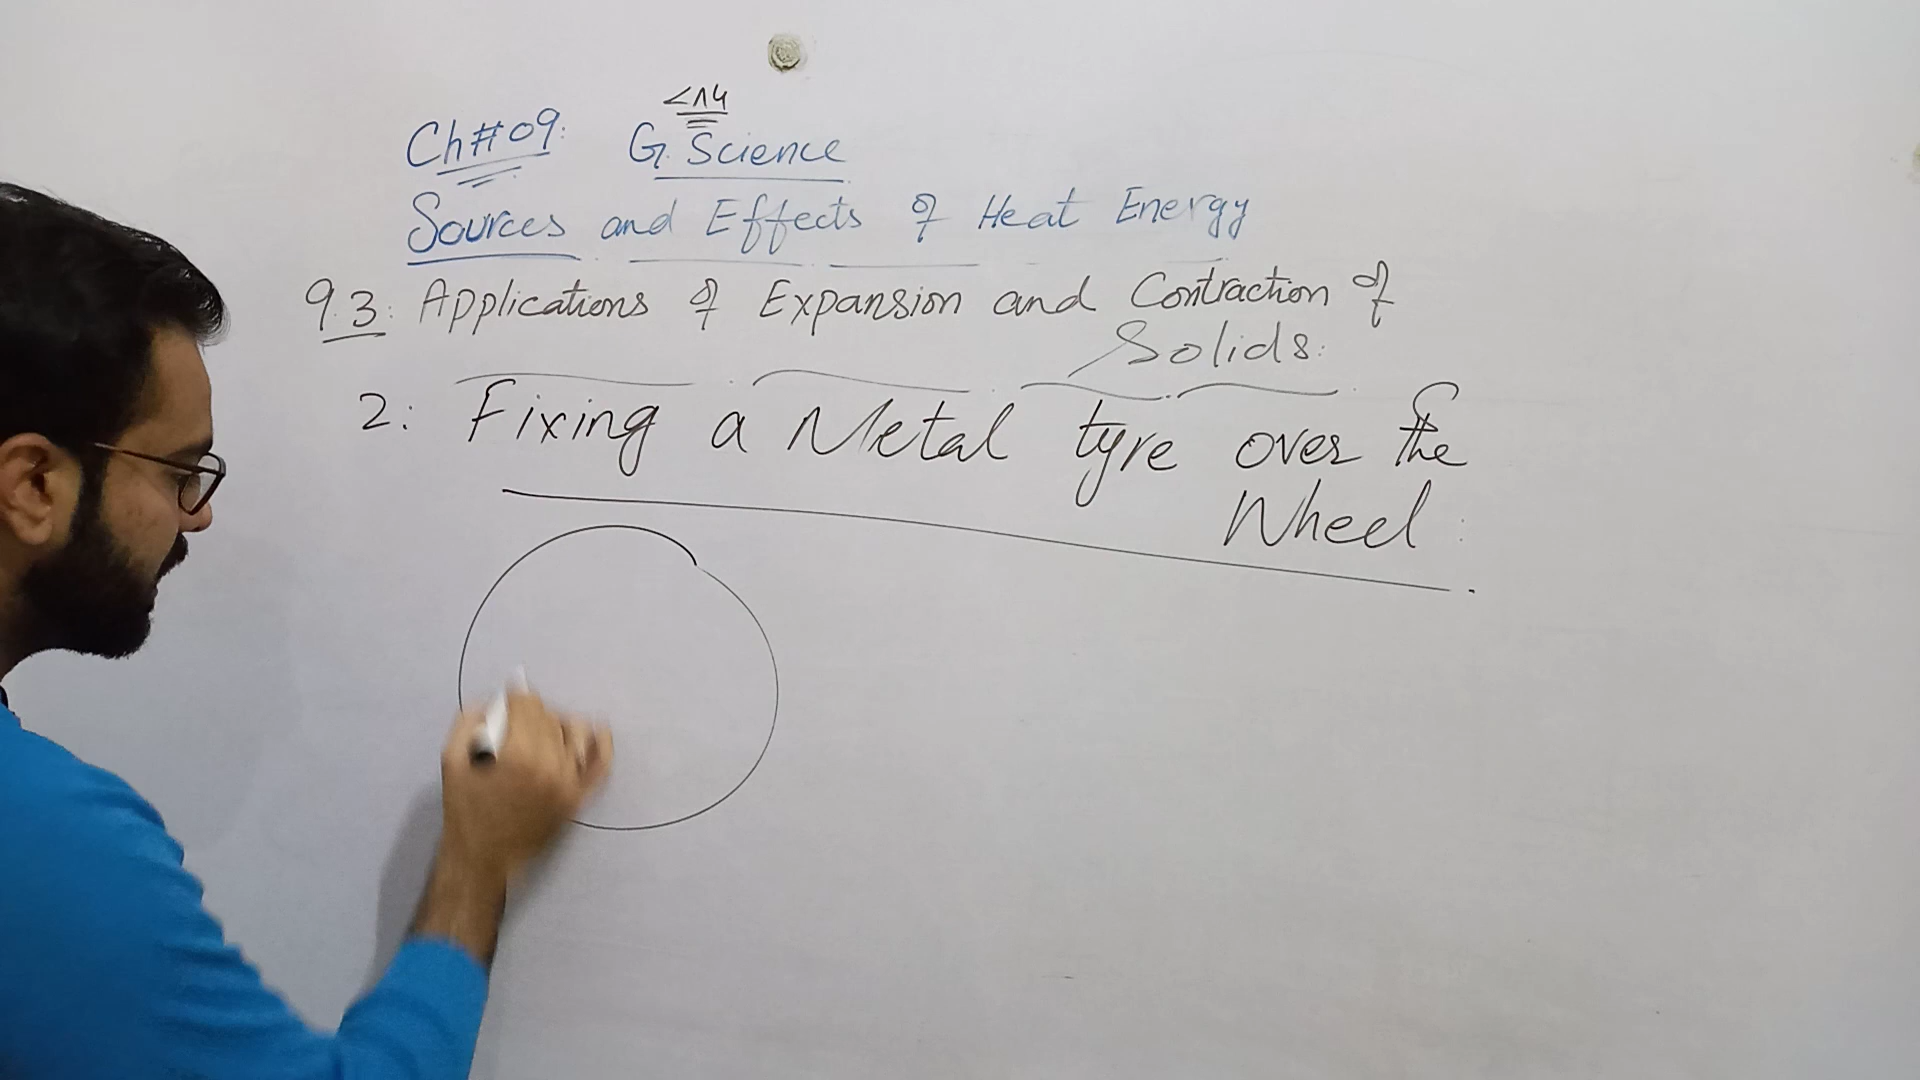 <14
Ch#09: G. Science
Sources and Effects of Heat Energy
9.3: Applications of Expansion and Contraction of
Solids:
2: Fixing a Metal tyre over the
Wheel: